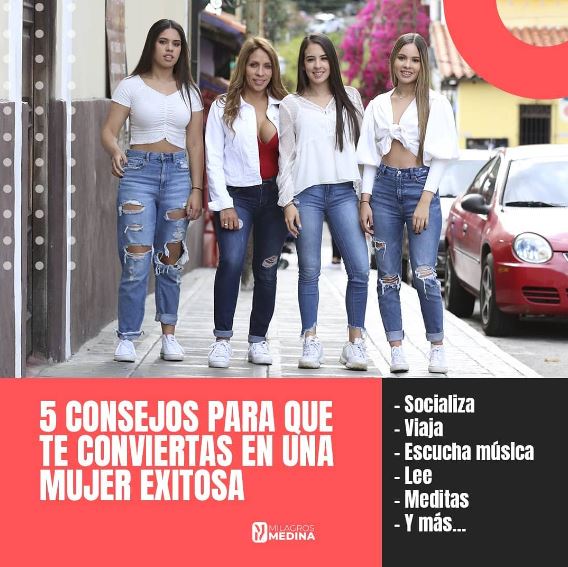 5 CONSEJOS PARA QUE
TE CONVIERTAS EN UNA
MUJER EXITOSA
MILAGROS
MEDINA
- Socializa
- Viaja
- Escucha música
- Lee
- Meditas
- Y más...